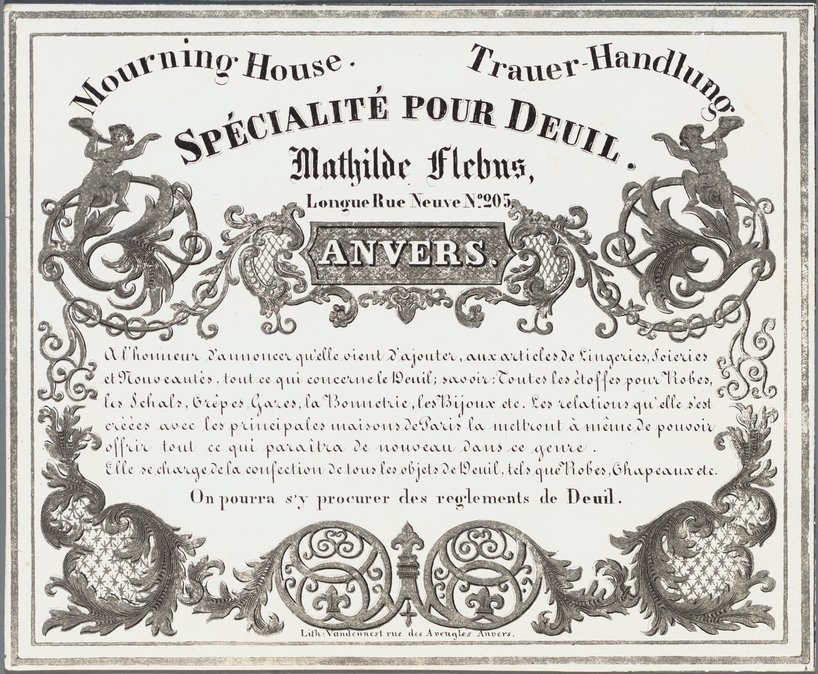 Mourning House. Trauer-Handlung
SPÉCIALITÉ POUR DEUIL.
Mathilde Flebus,
Longue Rue Neuve N.º 205,
ANVERS.
A l'honneur d'annoncer qu'elle vient d'ajouter, aux articles de Lingeries, Soieries
et Nouveautés, tout ce qui concerne le Deuil; savoir: Toutes les étoffes pour Robes,
les Schals, Crêpes, Gazes, la Bonnetrie, les Bijoux etc. Les relations qu'elle s'est
créées avec les principales maisons de Paris la mettront à même de pouvoir
offrir tout ce qui paraîtra de nouveau dans ce genre.
Elle se charge de la confection de tous les objets de Deuil, tels que Robes, Chapeaux etc.
On pourra s'y procurer des reglements de Deuil.
Lith: Vandennest rue des Aveugles Anvers.